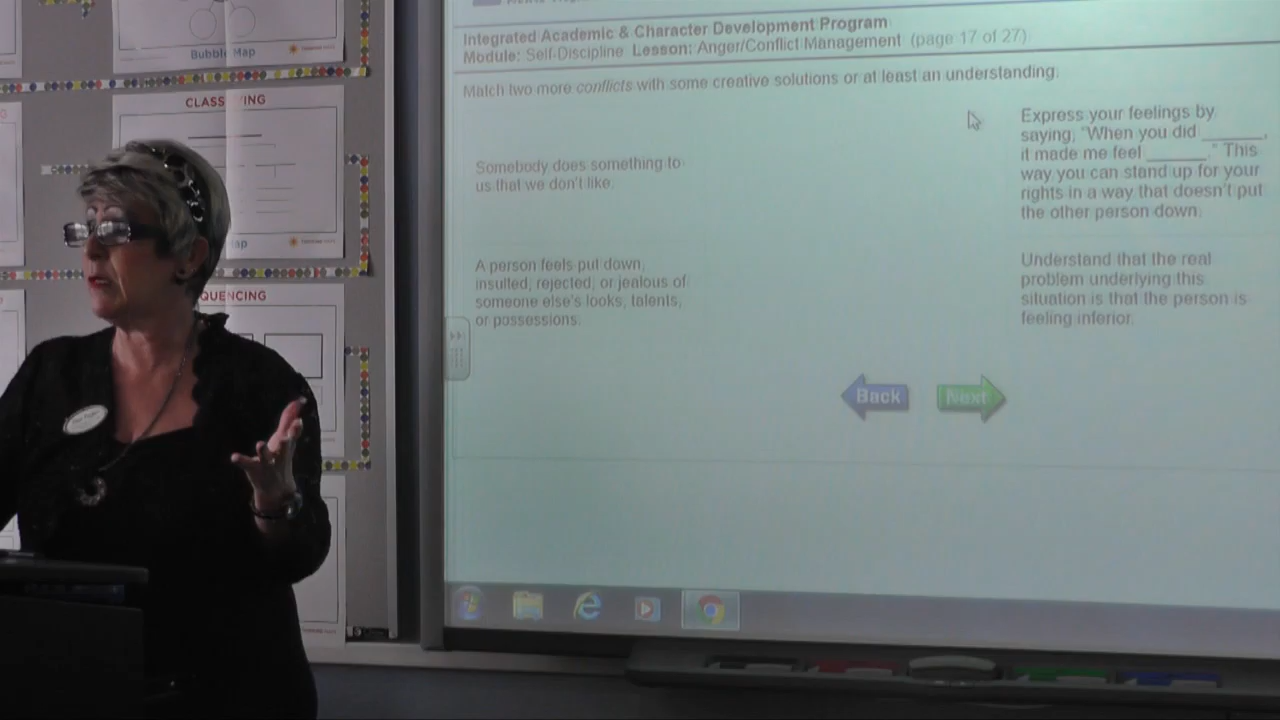 Bubble Map
CLASSIFYING
QUENCING
Integrated Academic & Character Development Program
Module: Self-Discipline Lesson: Anger/Conflict Management (page 17 of 27)
Match two more conflicts with some creative solutions or at least an understanding.
Somebody does something to
us that we don't like.
A person feels put down,
insulted, rejected, or jealous of
someone else's looks, talents,
or possessions.
Express your feelings by
saying, "When you did ______,
it made me feel ______." This
way you can stand up for your
rights in a way that doesn't put
the other person down.
Understand that the real
problem underlying this
situation is that the person is
feeling inferior.
Back
Next